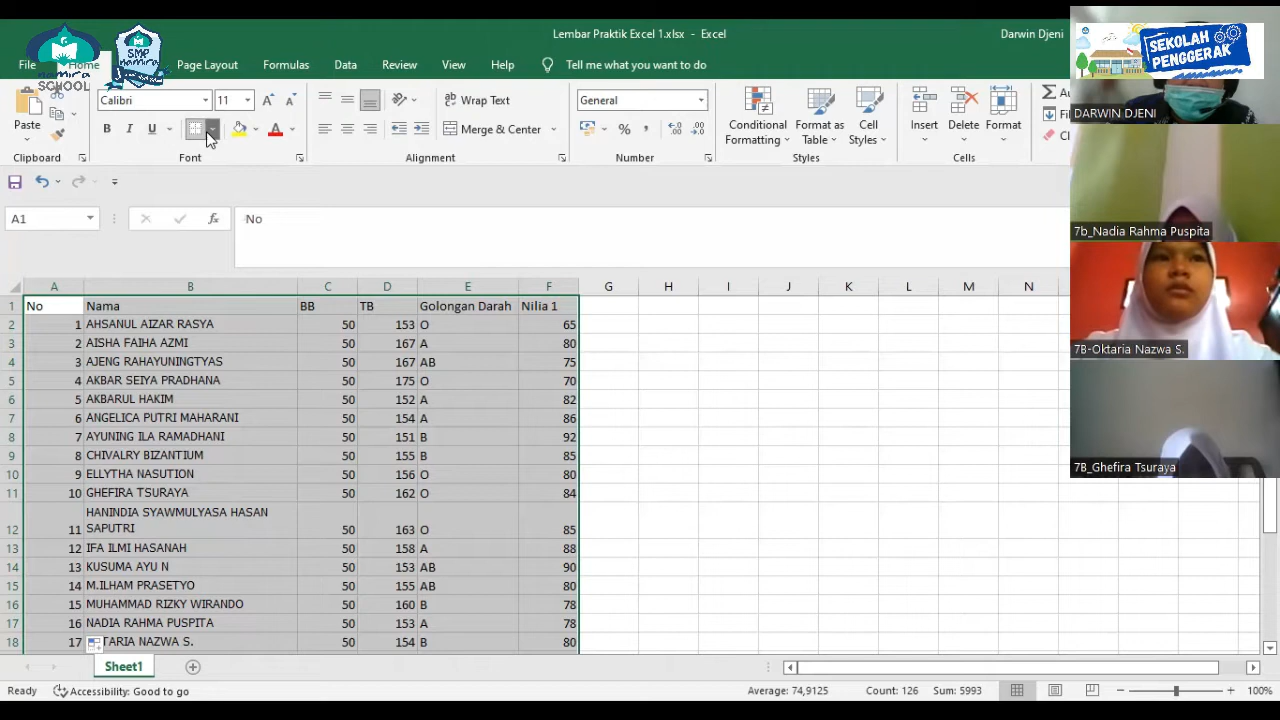 Lembar Praktik Excel 1.xlsx - Excel
Darwin Djeni
File Home Page Layout Formulas Data Review View Help Tell me what you want to do
SMP
SCHOOL
SEKOLAH
PENGGERAK
Calibri 11 Wrap Text General
Paste B U Merge & Center % Conditional Formatting Format as Table Cell Styles Insert Delete Format
Clipboard Font Alignment Number Styles Cells
A1 fx No
A B C D E F G H I J K L M N
1 No Nama BB TB Golongan Darah Nilia 1
2 1 AHSANUL AIZAR RASYA 50 153 O 65
3 2 AISHA FAIHA AZMI 50 167 A 80
4 3 AJENG RAHAYUNINGTYAS 50 167 AB 75
5 4 AKBAR SEIYA PRADHANA 50 175 O 70
6 5 AKBARUL HAKIM 50 152 A 82
7 6 ANGELICA PUTRI MAHARANI 50 154 A 86
8 7 AYUNING ILA RAMADHANI 50 151 B 92
9 8 CHIVALRY BIZANTIUM 50 155 B 85
10 9 ELLYTHA NASUTION 50 156 O 80
11 10 GHEFIRA TSURAYA 50 162 O 84
HANINDIA SYAWMULYASA HASAN
12 11 SAPUTRI 50 163 O 85
13 12 IFA ILMI HASANAH 50 158 A 88
14 13 KUSUMA AYU N 50 153 AB 90
15 14 M.ILHAM PRASETYO 50 155 AB 80
16 15 MUHAMMAD RIZKY WIRANDO 50 160 B 78
17 16 NADIA RAHMA PUSPITA 50 153 A 78
18 17 TARIA NAZWA S. 50 154 B 80
Sheet1
Ready Accessibility: Good to go Average: 74,9125 Count: 126 Sum: 5993 100%
DARWIN DJENI
7b_Nadia Rahma Puspita
7B-Oktaria Nazwa S.
7B_Ghefira Tsuraya